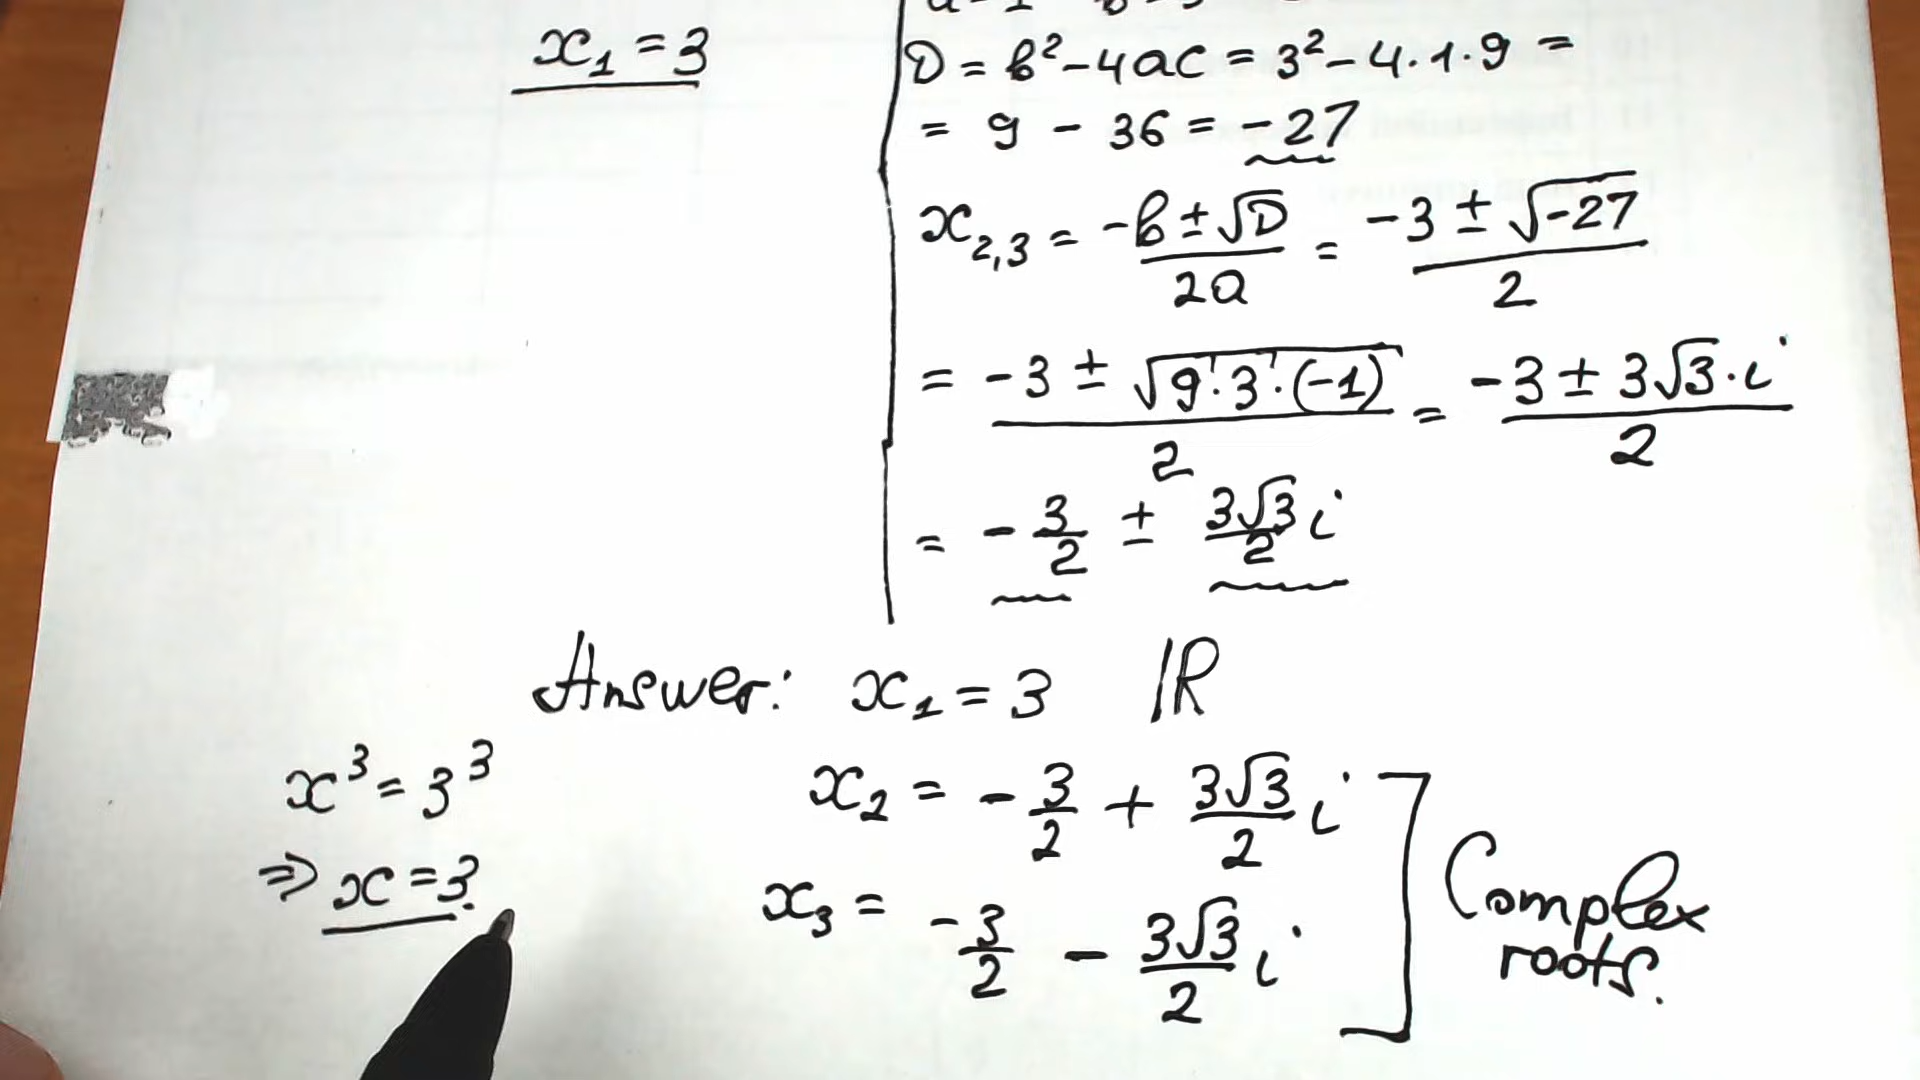 x₁ = 3
D = b² - 4ac = 3² - 4·1·9 =
= 9 - 36 = -27
x₂,₃ = (-b ± √D)/(2a) = (-3 ± √-27)/2
= (-3 ± √9·3·(-1))/2 = (-3 ± 3√3·i)/2
= -3/2 ± (3√3/2) i
Answer: x₁ = 3 ℝ
x³ = 3³
⇒ x = 3.
x₂ = -3/2 + (3√3/2) i
x₃ = -3/2 - (3√3/2) i
Complex
roots.